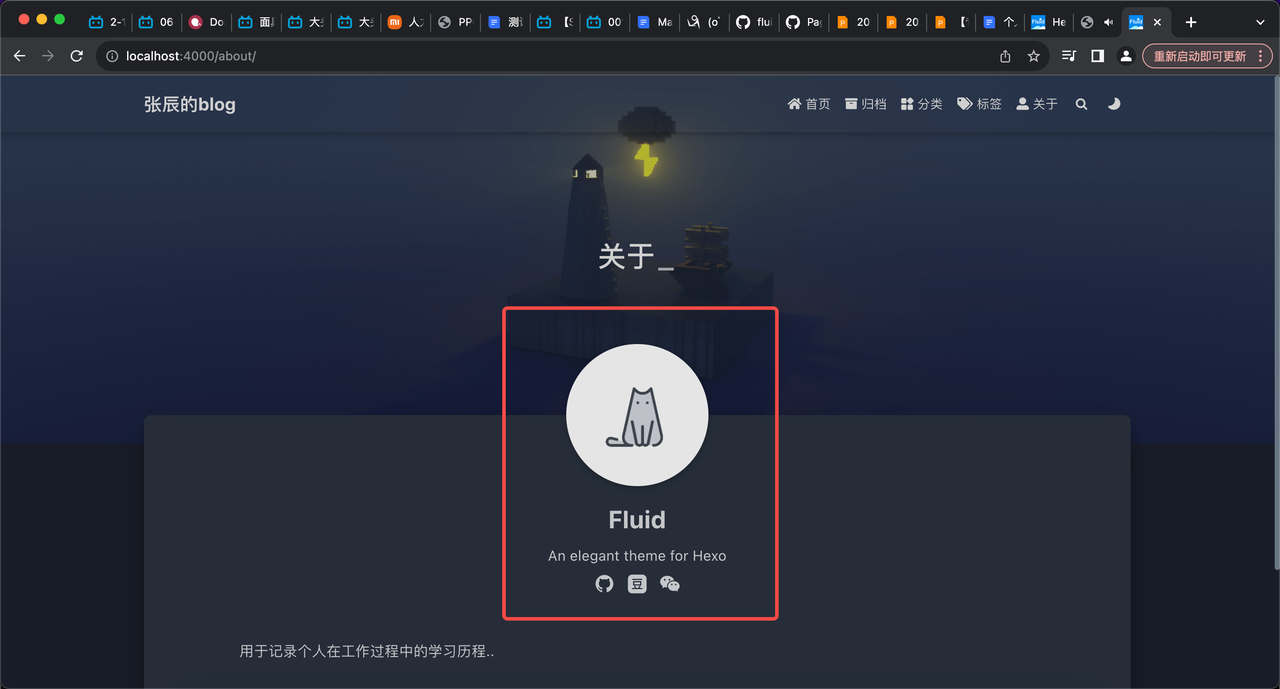 2-1
06
Do
面
大
大
人
PP
测
【S
00
Ma
(o
flui
Pa
20
20
【
个
He
localhost:4000/about/
重新启动即可更新
张辰的blog
首页 归档 分类 标签 关于
关于_
Fluid
An elegant theme for Hexo
豆
用于记录个人在工作过程中的学习历程..